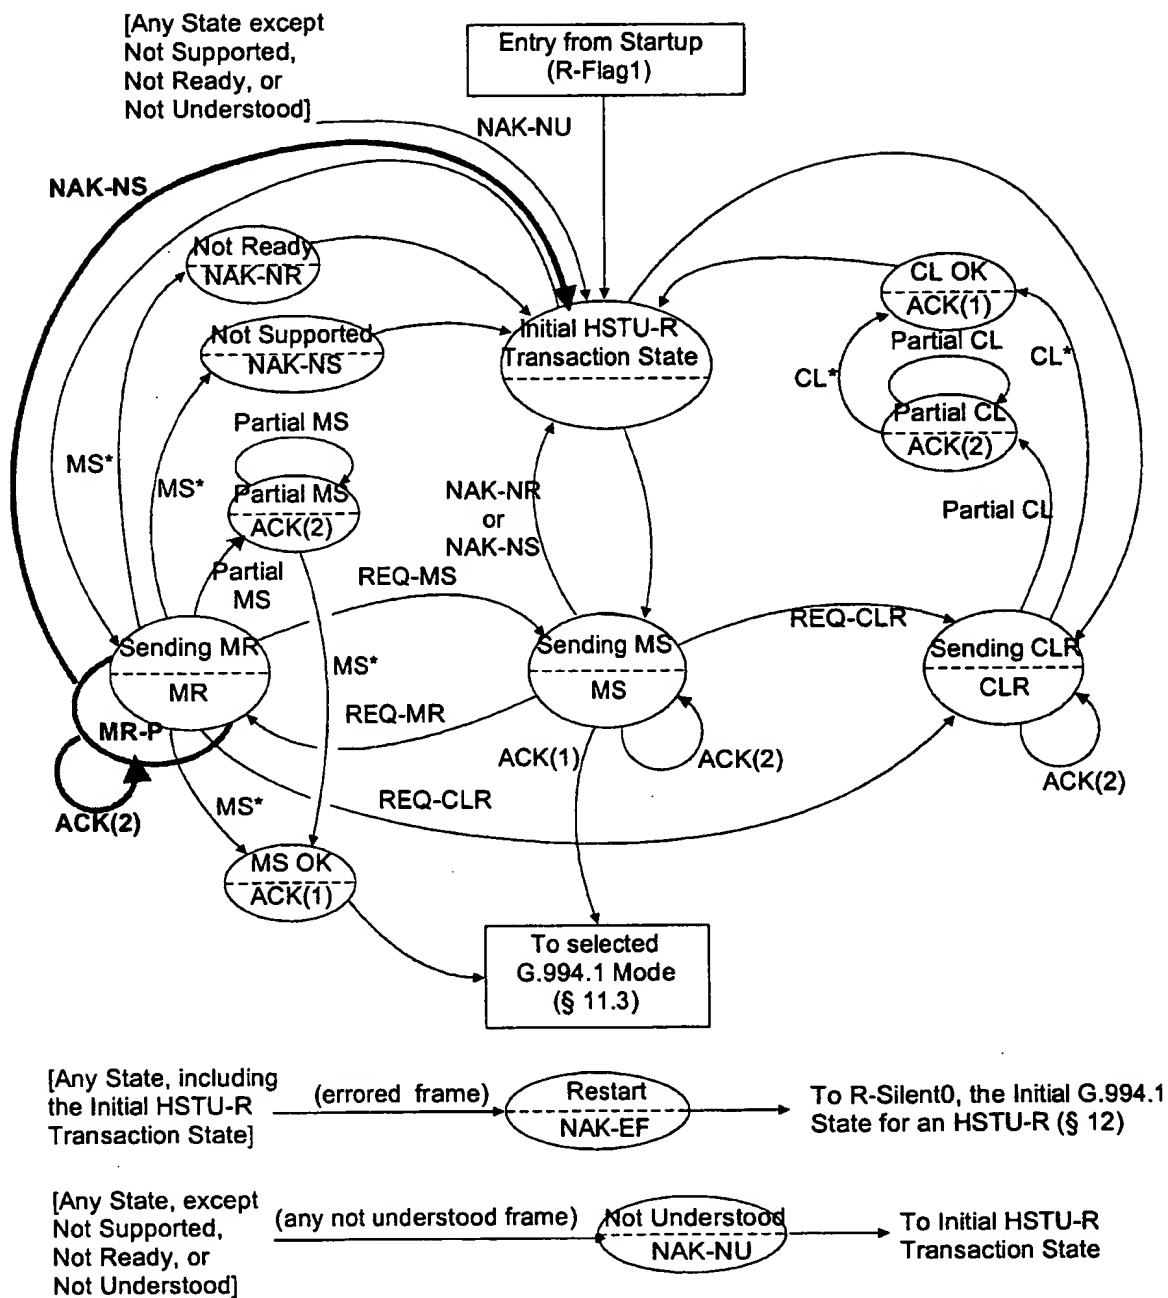 [Any State except
Not Supported,
Not Ready, or
Not Understood]
Entry from Startup
(R-Flag1)
NAK-NU
NAK-NS
Not Ready
NAK-NR
Not Supported
NAK-NS
Initial HSTU-R
Transaction State
CL OK
ACK(1)
Partial CL
CL*
CL*
Partial CL
ACK(2)
Partial MS
MS*
MS*
Partial MS
ACK(2)
NAK-NR
or
NAK-NS
Partial CL
Partial
MS
REQ-MS
REQ-CLR
Sending MR
MR
MS*
Sending MS
MS
Sending CLR
CLR
REQ-MR
MR-P
ACK(1)
ACK(2)
ACK(2)
ACK(2)
MS*
REQ-CLR
MS OK
ACK(1)
To selected
G.994.1 Mode
(§ 11.3)
[Any State, including
the Initial HSTU-R
Transaction State]
(errored frame)
Restart
NAK-EF
To R-Silent0, the Initial G.994.1
State for an HSTU-R (§ 12)
[Any State, except
Not Supported,
Not Ready, or
Not Understood]
(any not understood frame)
Not Understood
NAK-NU
To Initial HSTU-R
Transaction State